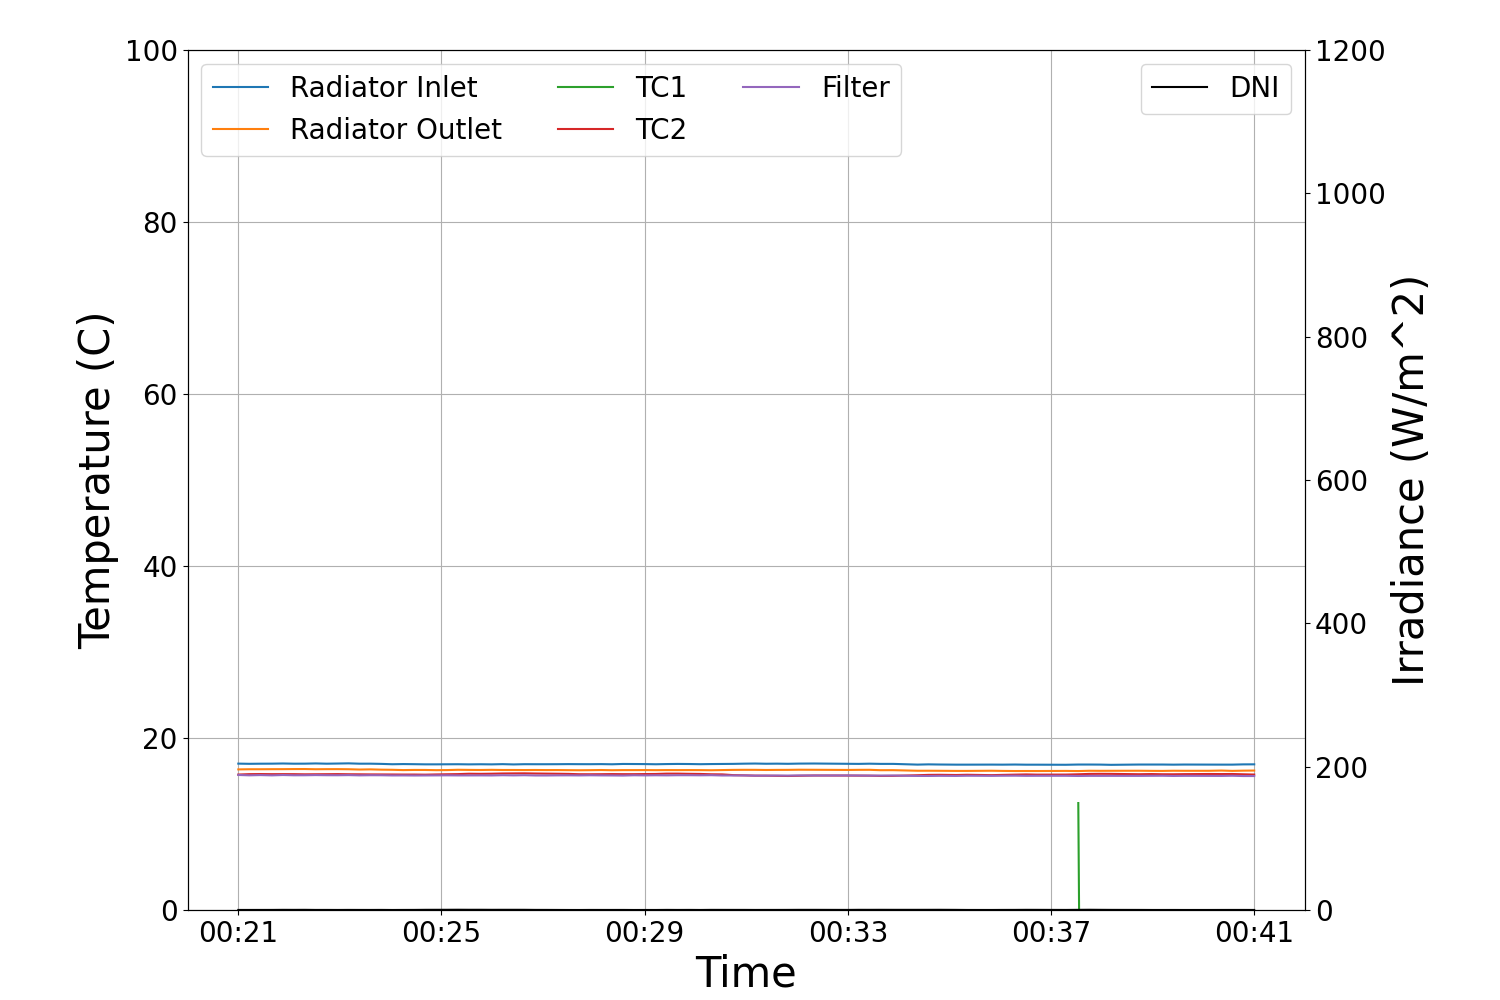 100
80
60
40
20
0
Temperature (C)
Radiator Inlet
Radiator Outlet
TC1
TC2
Filter
DNI
1200
1000
800
600
400
200
0
Irradiance (W/m^2)
00:21 00:25 00:29 00:33 00:37 00:41
Time